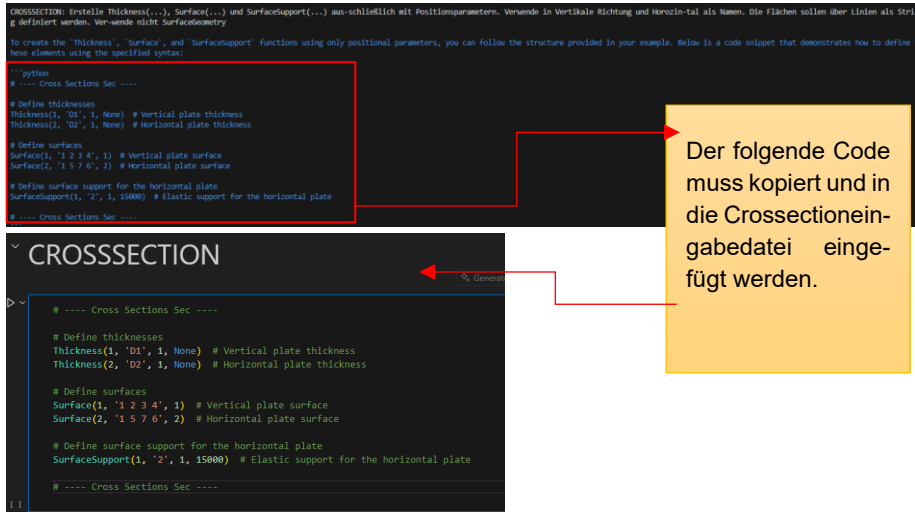 CROSSSECTION: Erstelle Thickness(...), Surface(...) und SurfaceSupport(...) aus-schließlich mit Positionsparametern. Verwende in Vertikale Richtung und Horozin-tal als Namen. Die Flächen sollen über Linien als Stri
g definiert werden. Ver-wende nicht SurfaceGeometry
To create the `Thickness`, `Surface`, and `SurfaceSupport` functions using only positional parameters, you can follow the structure provided in your example. Below is a code snippet that demonstrates how to define
hese elements using the specified syntax:
```python
# ---- Cross Sections Sec ----
# Define thicknesses
Thickness(1, 'D1', 1, None)  # Vertical plate thickness
Thickness(2, 'D2', 1, None)  # Horizontal plate thickness
# Define surfaces
Surface(1, '1 2 3 4', 1)  # Vertical plate surface
Surface(2, '1 5 7 6', 2)  # Horizontal plate surface
# Define surface support for the horizontal plate
SurfaceSupport(1, '2', 1, 15000)  # Elastic support for the horizontal plate
# ---- Cross Sections Sec ----
Der folgende Code
muss kopiert und in
die Crossectionein-
gabedatei einge-
fügt werden.
CROSSSECTION
Generat
# ---- Cross Sections Sec ----
# Define thicknesses
Thickness(1, 'D1', 1, None)  # Vertical plate thickness
Thickness(2, 'D2', 1, None)  # Horizontal plate thickness
# Define surfaces
Surface(1, '1 2 3 4', 1)  # Vertical plate surface
Surface(2, '1 5 7 6', 2)  # Horizontal plate surface
# Define surface support for the horizontal plate
SurfaceSupport(1, '2', 1, 15000)  # Elastic support for the horizontal plate
# ---- Cross Sections Sec ----
[ ]